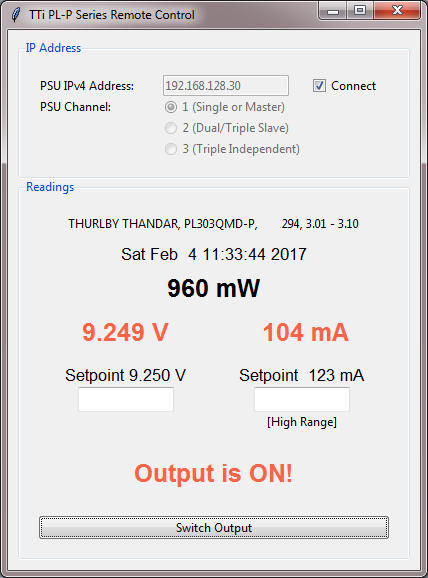 TTi PL-P Series Remote Control
IP Address
PSU IPv4 Address: 192.168.128.30 Connect
PSU Channel: 1 (Single or Master)
2 (Dual/Triple Slave)
3 (Triple Independent)
Readings
THURLBY THANDAR, PL303QMD-P, 294, 3.01 - 3.10
Sat Feb 4 11:33:44 2017
960 mW
9.249 V 104 mA
Setpoint 9.250 V Setpoint 123 mA
[High Range]
Output is ON!
Switch Output